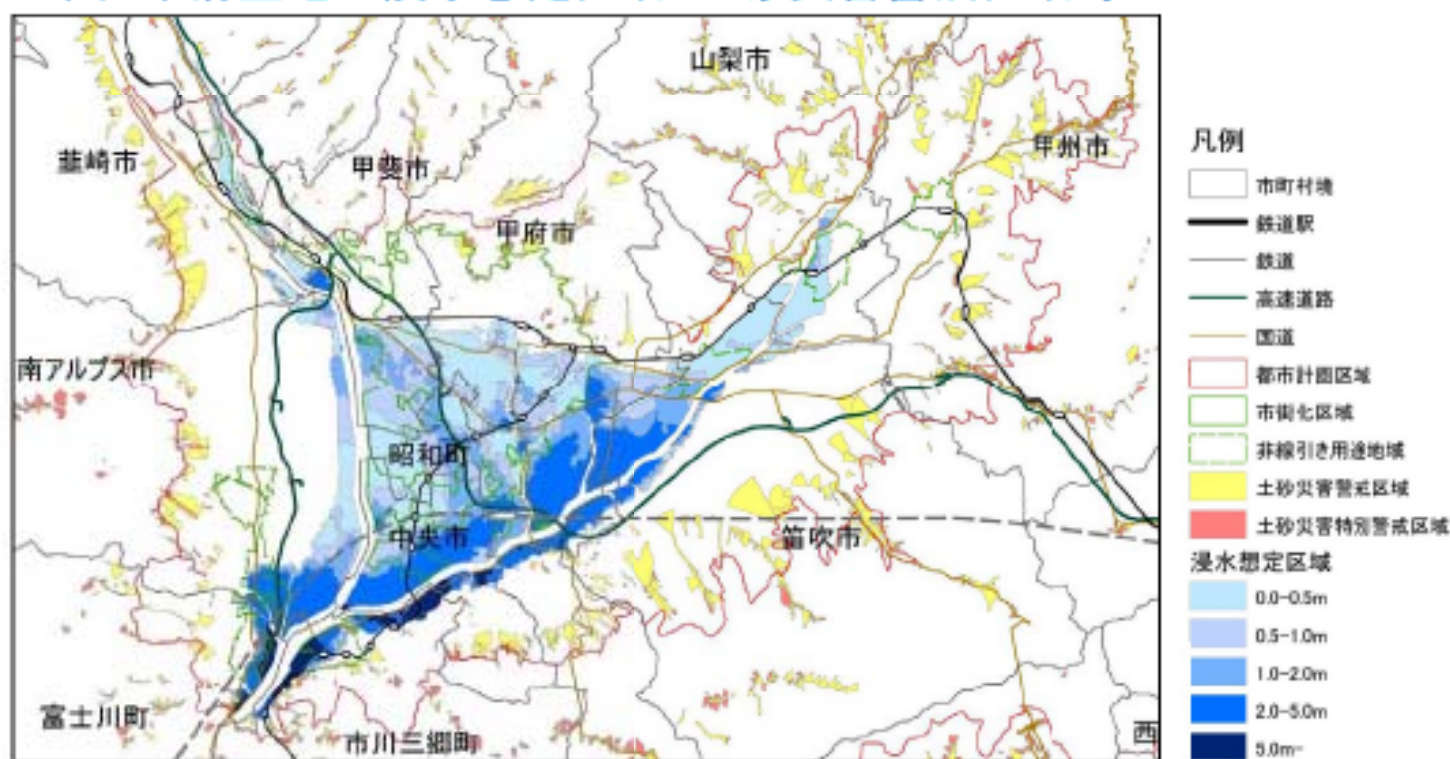 山梨市
韮崎市
甲斐市
甲州市
甲府市
南アルプス市
昭和町
中央市
笛吹市
富士川町
市川三郷町
西
凡例
市町村境
鉄道駅
鉄道
高速道路
国道
都市計画区域
市街化区域
非線引き用途地域
土砂災害警戒区域
土砂災害特別警戒区域
浸水想定区域
0.0-0.5m
0.5-1.0m
1.0-2.0m
2.0-5.0m
5.0m-